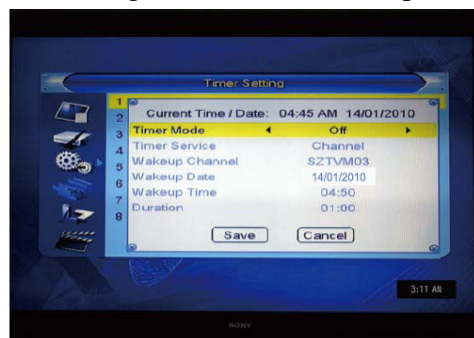 Timer Setting
1
2
3
4
5
6
7
8
Current Time / Date: 04:45 AM 14/01/2010
Timer Mode Off
Timer Service Channel
Wakeup Channel SZTVM03
Wakeup Date 14/01/2010
Wakeup Time 04:50
Duration 01:00
Save Cancel
3:11 AM
SONY